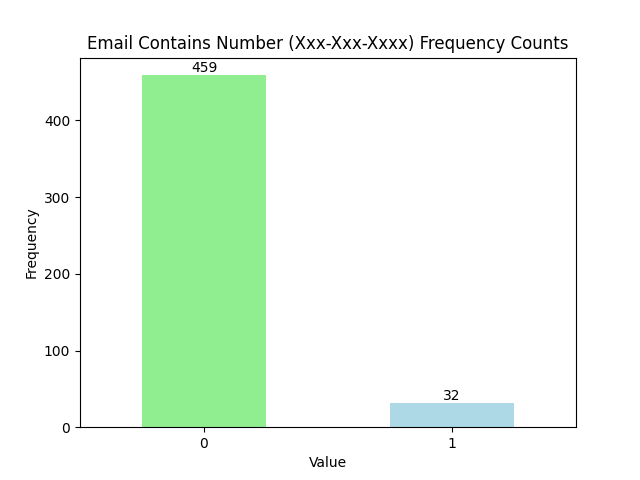 Email Contains Number (Xxx-Xxx-Xxxx) Frequency Counts
459
32
400
300
200
100
0
Frequency
0 1
Value